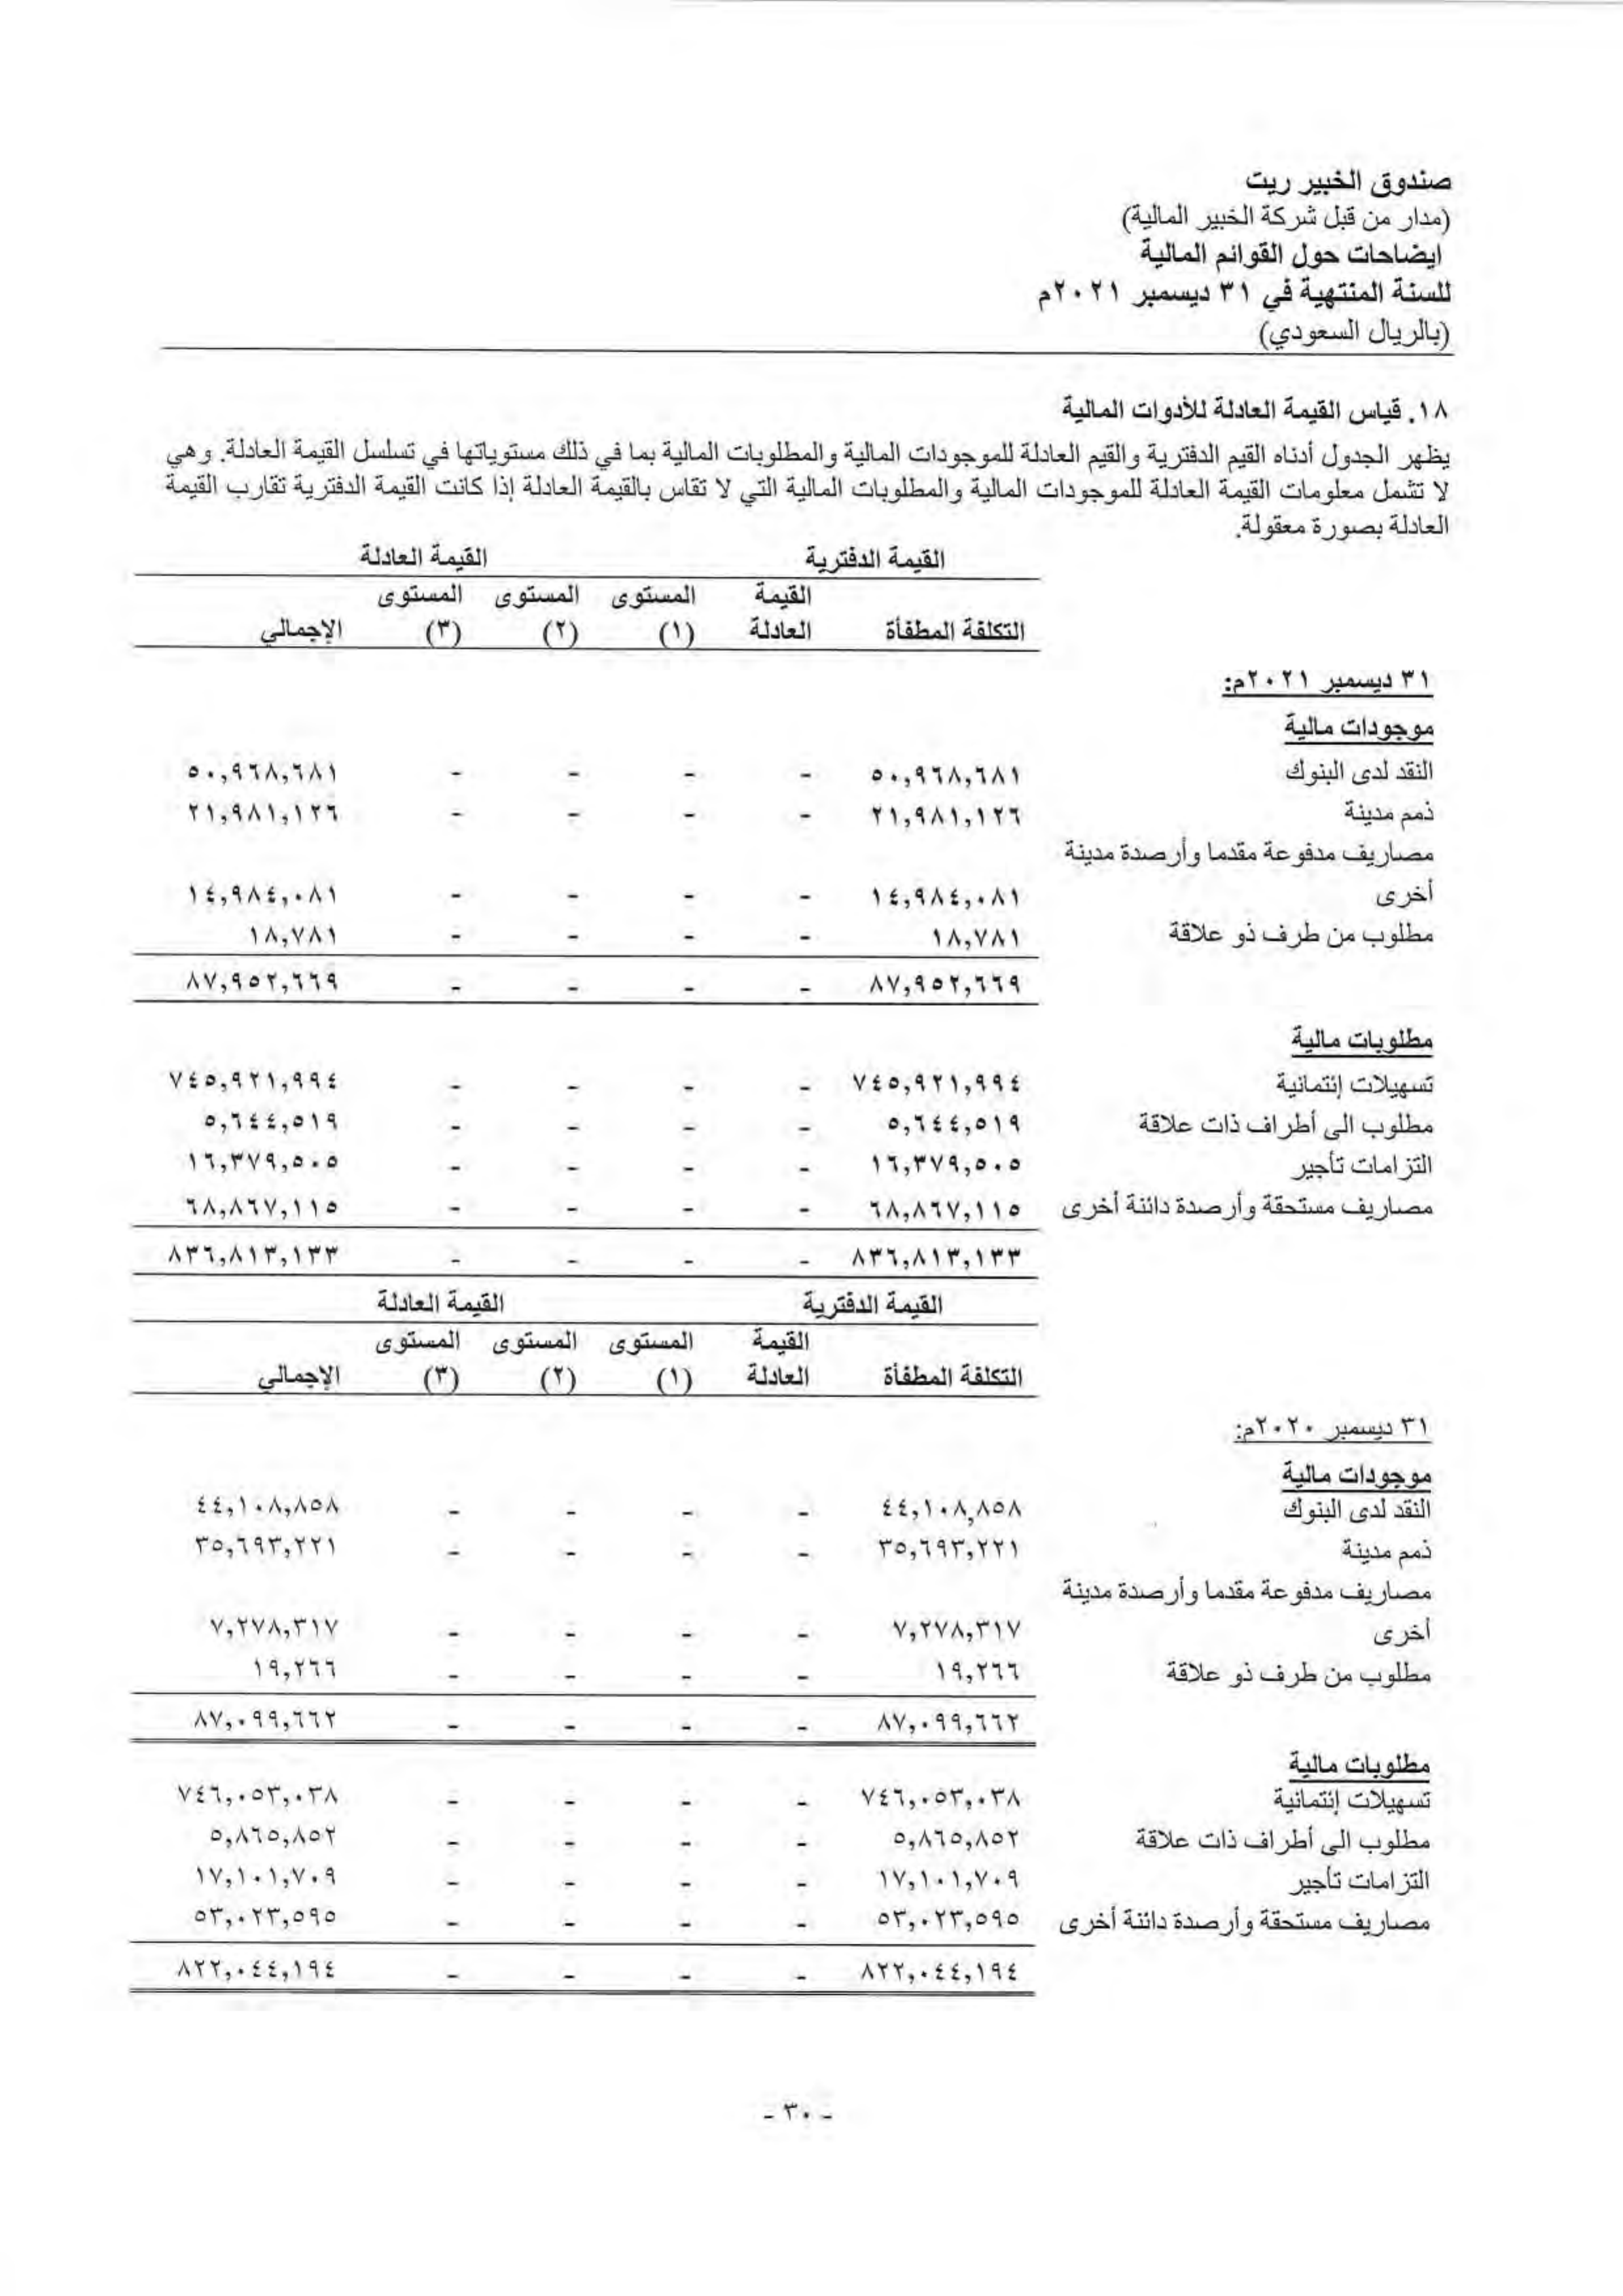 صندوق الخبير ريت
(مدار من قبل شركة الخبير المالية)
ايضاحات حول القوائم المالية
للسنة المنتهية في ٣١ ديسمبر ٢٠٢١م
(بالريال السعودي)
١٨. قياس القيمة العادلة للأدوات المالية
يظهر الجدول أدناه القيم الدفترية والقيم العادلة للموجودات المالية والمطلوبات المالية بما في ذلك مستوياتها في تسلسل القيمة العادلة. وهي
لا تشمل معلومات القيمة العادلة للموجودات المالية والمطلوبات المالية التي لا تقاس بالقيمة العادلة إذا كانت القيمة الدفترية تقارب القيمة
العادلة بصورة معقولة.
القيمة الدفترية القيمة العادلة
القيمة المستوى المستوى المستوى
التكلفة المطفأة العادلة (١) (٢) (٣) الإجمالي
٣١ ديسمبر ٢٠٢١م:
موجودات مالية
النقد لدى البنوك ٥٠,٩٦٨,٦٨١ - - - - ٥٠,٩٦٨,٦٨١
ذمم مدينة ٢١,٩٨١,١٢٦ - - - - ٢١,٩٨١,١٢٦
مصاريف مدفوعة مقدما وأرصدة مدينة
أخرى ١٤,٩٨٤,٠٨١ - - - - ١٤,٩٨٤,٠٨١
مطلوب من طرف ذو علاقة ١٨,٧٨١ - - - - ١٨,٧٨١
٨٧,٩٥٢,٦٦٩ - - - - ٨٧,٩٥٢,٦٦٩
مطلوبات مالية
تسهيلات إئتمانية ٧٤٥,٩٢١,٩٩٤ - - - - ٧٤٥,٩٢١,٩٩٤
مطلوب الى أطراف ذات علاقة ٥,٦٤٤,٥١٩ - - - - ٥,٦٤٤,٥١٩
التزامات تأجير ١٦,٣٧٩,٥٠٥ - - - - ١٦,٣٧٩,٥٠٥
مصاريف مستحقة وأرصدة دائنة أخرى ٦٨,٨٦٧,١١٥ - - - - ٦٨,٨٦٧,١١٥
٨٣٦,٨١٣,١٣٣ - - - - ٨٣٦,٨١٣,١٣٣
القيمة الدفترية القيمة العادلة
القيمة المستوى المستوى المستوى
التكلفة المطفأة العادلة (١) (٢) (٣) الإجمالي
٣١ ديسمبر ٢٠٢٠م:
موجودات مالية
النقد لدى البنوك ٤٤,١٠٨,٨٥٨ - - - - ٤٤,١٠٨,٨٥٨
ذمم مدينة ٣٥,٦٩٣,٢٢١ - - - - ٣٥,٦٩٣,٢٢١
مصاريف مدفوعة مقدما وأرصدة مدينة
أخرى ٧,٢٧٨,٣١٧ - - - - ٧,٢٧٨,٣١٧
مطلوب من طرف ذو علاقة ١٩,٢٦٦ - - - - ١٩,٢٦٦
٨٧,٠٩٩,٦٦٢ - - - - ٨٧,٠٩٩,٦٦٢
مطلوبات مالية
تسهيلات إئتمانية ٧٤٦,٠٥٣,٠٣٨ - - - - ٧٤٦,٠٥٣,٠٣٨
مطلوب الى أطراف ذات علاقة ٥,٨٦٥,٨٥٢ - - - - ٥,٨٦٥,٨٥٢
التزامات تأجير ١٧,١٠١,٧٠٩ - - - - ١٧,١٠١,٧٠٩
مصاريف مستحقة وأرصدة دائنة أخرى ٥٣,٠٢٣,٥٩٥ - - - - ٥٣,٠٢٣,٥٩٥
٨٢٢,٠٤٤,١٩٤ - - - - ٨٢٢,٠٤٤,١٩٤
- ٣٠ -